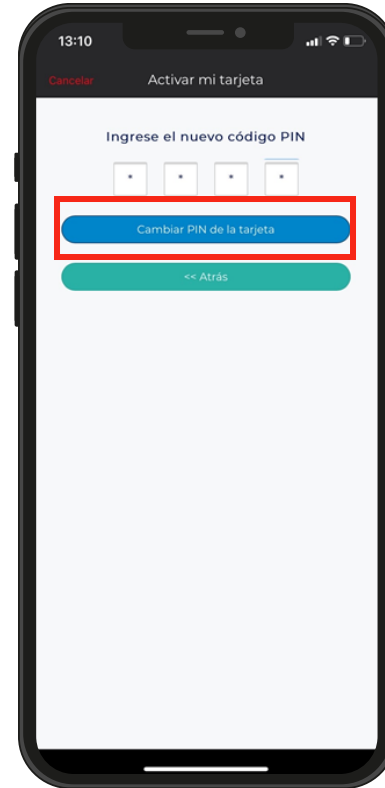 13:10
Cancelar Activar mi tarjeta
Ingrese el nuevo código PIN
* * * *
Cambiar PIN de la tarjeta
<< Atrás